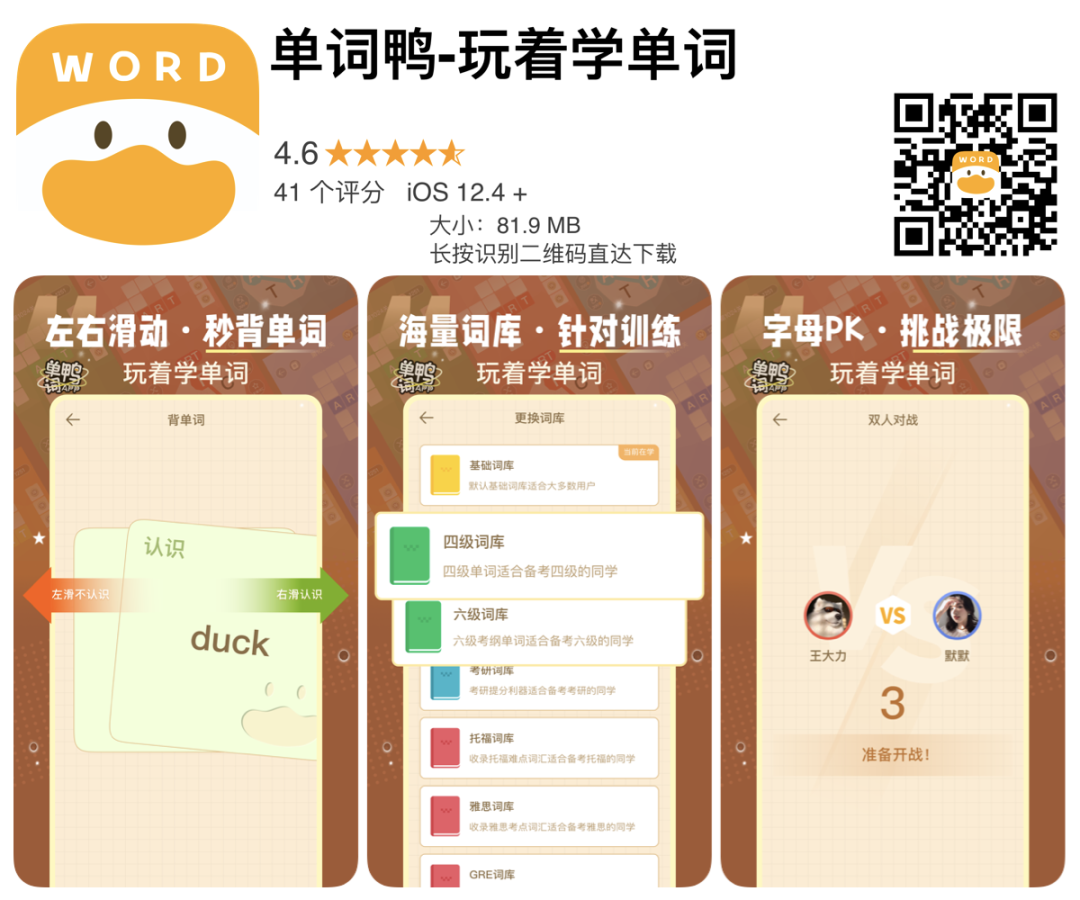 WORD
单词鸭-玩着学单词
4.6
41 个评分 iOS 12.4 +
大小：81.9 MB
长按识别二维码直达下载
WORD
左右滑动·秒背单词
单词鸭
玩着学单词
背单词
认识
左滑不认识
右滑认识
duck
海量词库·针对训练
单词鸭
玩着学单词
更换词库
当前在学
基础词库
默认基础词库适合大多数用户
四级词库
四级单词适合备考四级的同学
六级词库
六级考纲单词适合备考六级的同学
考研词库
考研提分利器适合备考考研的同学
托福词库
收录托福难点词汇适合备考托福的同学
雅思词库
收录雅思考点词汇适合备考雅思的同学
GRE词库
字母PK·挑战极限
单词鸭
玩着学单词
双人对战
VS
王大力
VS
默默
3
准备开战!